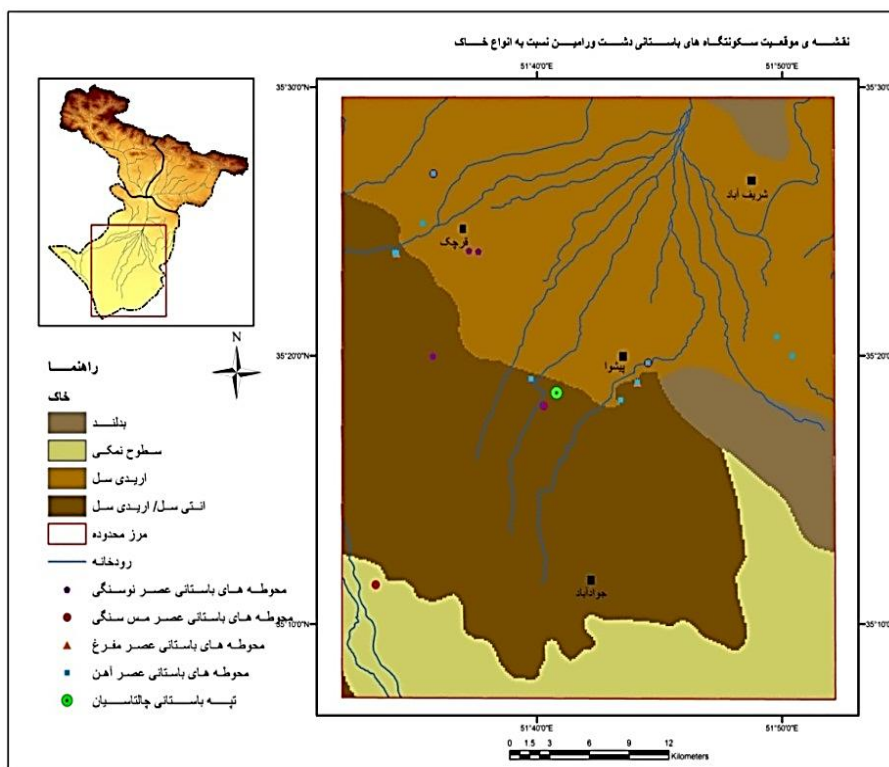 نقشه ی موقعیت سکونتگاه های باستانی دشت ورامین نسبت به انواع خاک
51°40'0"E
51°50'0"E
35°30'0"N
35°30'0"
شریف آباد
قرچک
N
35°20'0"N
35°20'0"
پیشوا
راهنما
خاک
بدلند
سطوح نمکی
اریدی سل
انتی سل/ اریدی سل
مرز محدوده
رودخانه
محوطه های باستانی عصر نوسنگی
محوطه های باستانی عصر مس سنگی
محوطه های باستانی عصر مفرغ
محوطه های باستانی عصر آهن
تپه باستانی چالتاسیان
جوادآباد
35°10'0"N
35°10'0"
51°40'0"E
51°50'0"E
0 1.5 3 6 9 12
Kilometers